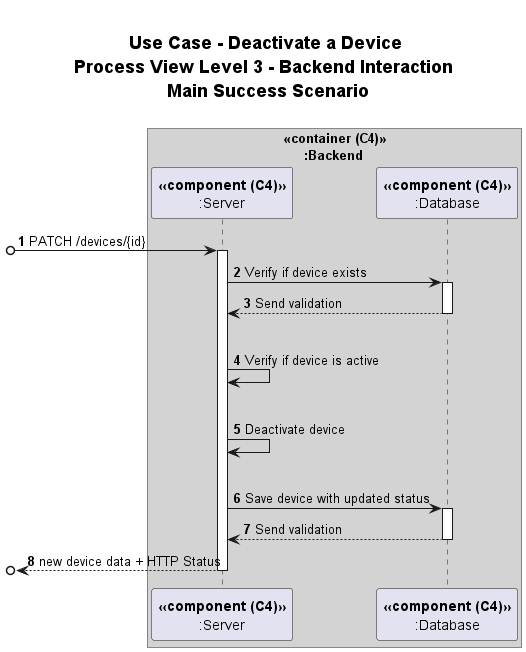 Use Case - Deactivate a Device
Process View Level 3 - Backend Interaction
Main Success Scenario
«container (C4)»
:Backend
«component (C4)»
:Server
«component (C4)»
:Database
1 PATCH /devices/{id}
2 Verify if device exists
3 Send validation
4 Verify if device is active
5 Deactivate device
6 Save device with updated status
7 Send validation
8 new device data + HTTP Status
«component (C4)»
:Server
«component (C4)»
:Database